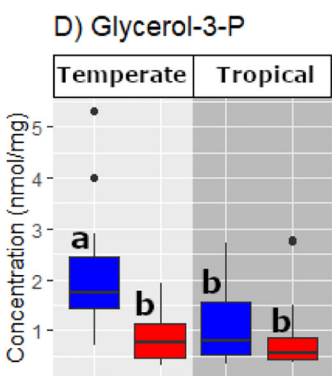 D) Glycerol-3-P
Temperate Tropical
Concentration (nmol/mg)
5
4
3
2
1
a
b
b
b